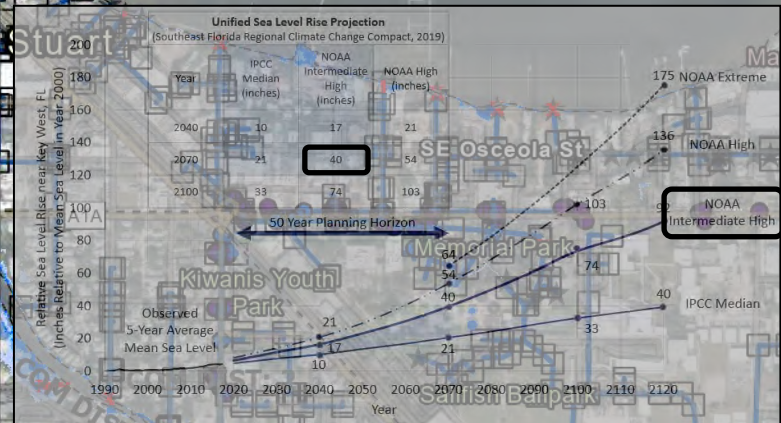 Unified Sea Level Rise Projection
(Southeast Florida Regional Climate Change Compact, 2019)
Year
IPCC
Median
(inches)
NOAA
Intermediate
High
(inches)
NOAA High
(inches)
2040 10 17 21
2070 21 40 54
2100 33 74 103
Stuart
SE Osceola St
A1A
Memorial Park
Kiwanis Youth
Park
Sailfish Ballpark
Relative Sea Level Rise near Key West, FL
(Inches Relative to Mean Sea Level in Year 2000)
200
180
160
140
120
100
80
60
40
20
0
50 Year Planning Horizon
Observed
5-Year Average
Mean Sea Level
175 NOAA Extreme
136
NOAA High
103
92
NOAA
Intermediate High
74
64
54
40
40
IPCC Median
33
21
21
17
10
1990 2000 2010 2020 2030 2040 2050 2060 2070 2080 2090 2100 2110 2120
Year